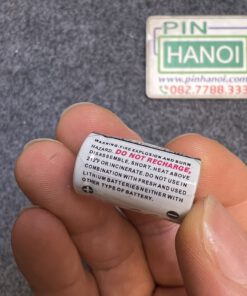 PIN
HANOI
www.pinhanoi.com
082.7788.333
WARNING: FIRE EXPLOSION AND BURN
HAZARD. DO NOT RECHARGE,
DISASSEMBLE, SHORT, HEAT ABOVE
212°F OR INCINERATE. DO NOT USE IN
COMBINATION WITH FRESH AND USED
LITHIUM BATTERIES NEITHER WITH
OTHER TYPE OF BATTERY.
+
-